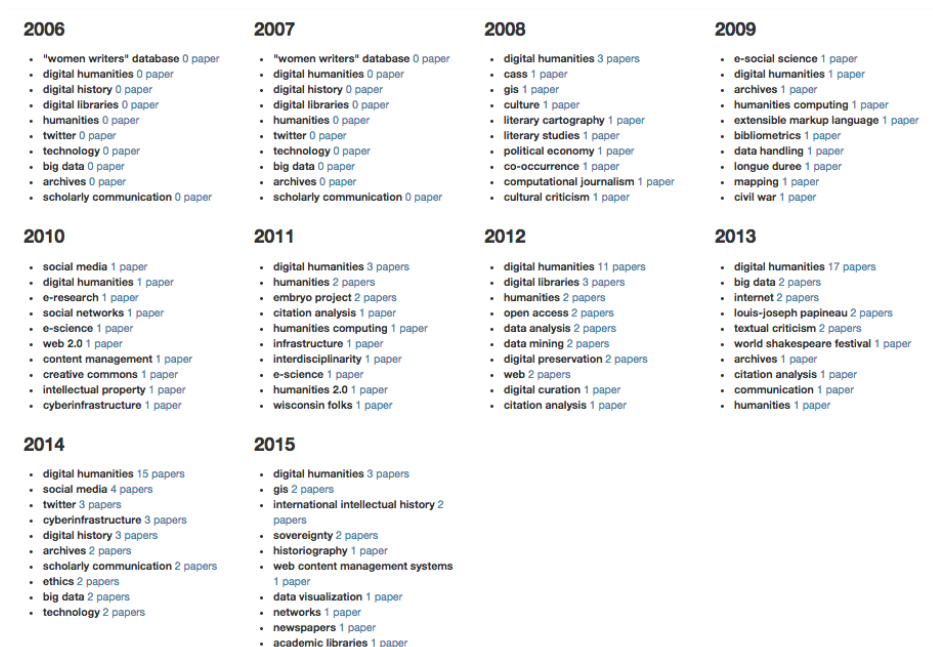 2006
"women writers" database 0 paper
digital humanities 0 paper
digital history 0 paper
digital libraries 0 paper
humanities 0 paper
twitter 0 paper
technology 0 paper
big data 0 paper
archives 0 paper
scholarly communication 0 paper
2007
"women writers" database 0 paper
digital humanities 0 paper
digital history 0 paper
digital libraries 0 paper
humanities 0 paper
twitter 0 paper
technology 0 paper
big data 0 paper
archives 0 paper
scholarly communication 0 paper
2008
digital humanities 3 papers
cass 1 paper
gis 1 paper
culture 1 paper
literary cartography 1 paper
literary studies 1 paper
political economy 1 paper
co-occurrence 1 paper
computational journalism 1 paper
cultural criticism 1 paper
2009
e-social science 1 paper
digital humanities 1 paper
archives 1 paper
humanities computing 1 paper
extensible markup language 1 paper
bibliometrics 1 paper
data handling 1 paper
longue duree 1 paper
mapping 1 paper
civil war 1 paper
2010
social media 1 paper
digital humanities 1 paper
e-research 1 paper
social networks 1 paper
e-science 1 paper
web 2.0 1 paper
content management 1 paper
creative commons 1 paper
intellectual property 1 paper
cyberinfrastructure 1 paper
2011
digital humanities 3 papers
humanities 2 papers
embryo project 2 papers
citation analysis 1 paper
humanities computing 1 paper
infrastructure 1 paper
interdisciplinarity 1 paper
e-science 1 paper
humanities 2.0 1 paper
wisconsin folks 1 paper
2012
digital humanities 11 papers
digital libraries 3 papers
humanities 2 papers
open access 2 papers
data analysis 2 papers
data mining 2 papers
digital preservation 2 papers
web 2 papers
digital curation 1 paper
citation analysis 1 paper
2013
digital humanities 17 papers
big data 2 papers
internet 2 papers
louis-joseph papineau 2 papers
textual criticism 2 papers
world shakespeare festival 1 paper
archives 1 paper
citation analysis 1 paper
communication 1 paper
humanities 1 paper
2014
digital humanities 15 papers
social media 4 papers
twitter 3 papers
cyberinfrastructure 3 papers
digital history 3 papers
archives 2 papers
scholarly communication 2 papers
ethics 2 papers
big data 2 papers
technology 2 papers
2015
digital humanities 3 papers
gis 2 papers
international intellectual history 2
papers
sovereignty 2 papers
historiography 1 paper
web content management systems
1 paper
data visualization 1 paper
networks 1 paper
newspapers 1 paper
academic libraries 1 paper